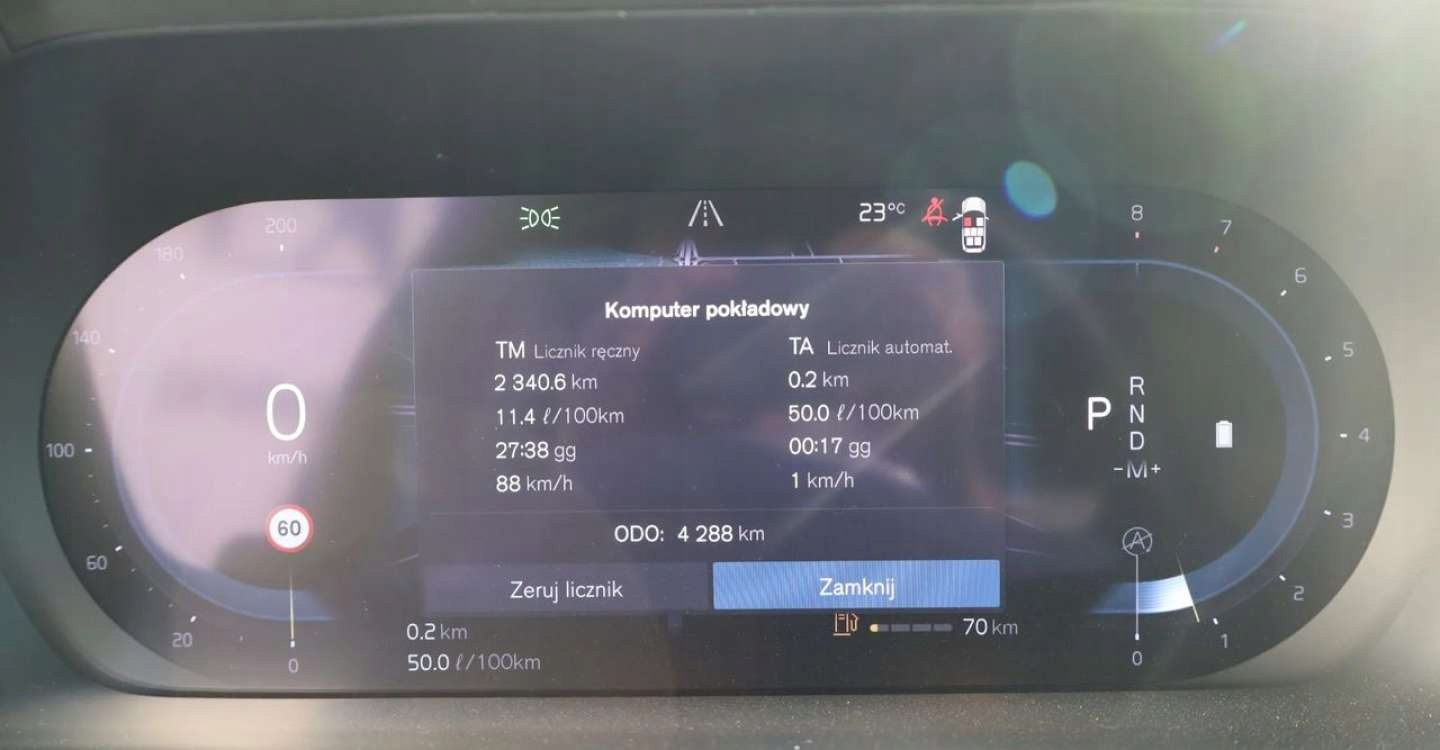 200
180
140
100
60
20
0
0
km/h
60
23°C
Komputer pokładowy
TM Licznik ręczny
2 340.6 km
11.4 ℓ/100km
27:38 gg
88 km/h
TA Licznik automat.
0.2 km
50.0 ℓ/100km
00:17 gg
1 km/h
ODO: 4 288 km
Zeruj licznik
Zamknij
0.2 km
50.0 ℓ/100km
70 km
P
R
N
D
-M+
A
8
7
6
5
4
3
2
1
0